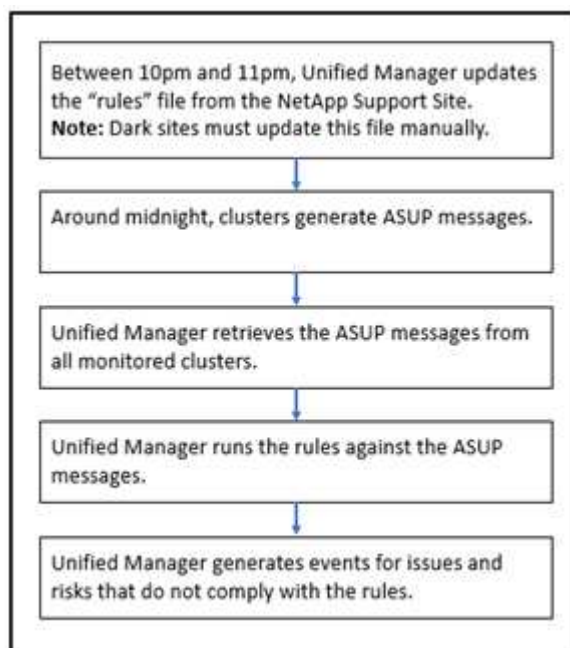 Between 10pm and 11pm, Unified Manager updates
the “rules” file from the NetApp Support Site.
Note: Dark sites must update this file manually.
Around midnight, clusters generate ASUP messages.
Unified Manager retrieves the ASUP messages from
all monitored clusters.
Unified Manager runs the rules against the ASUP
messages.
Unified Manager generates events for issues and
risks that do not comply with the rules.